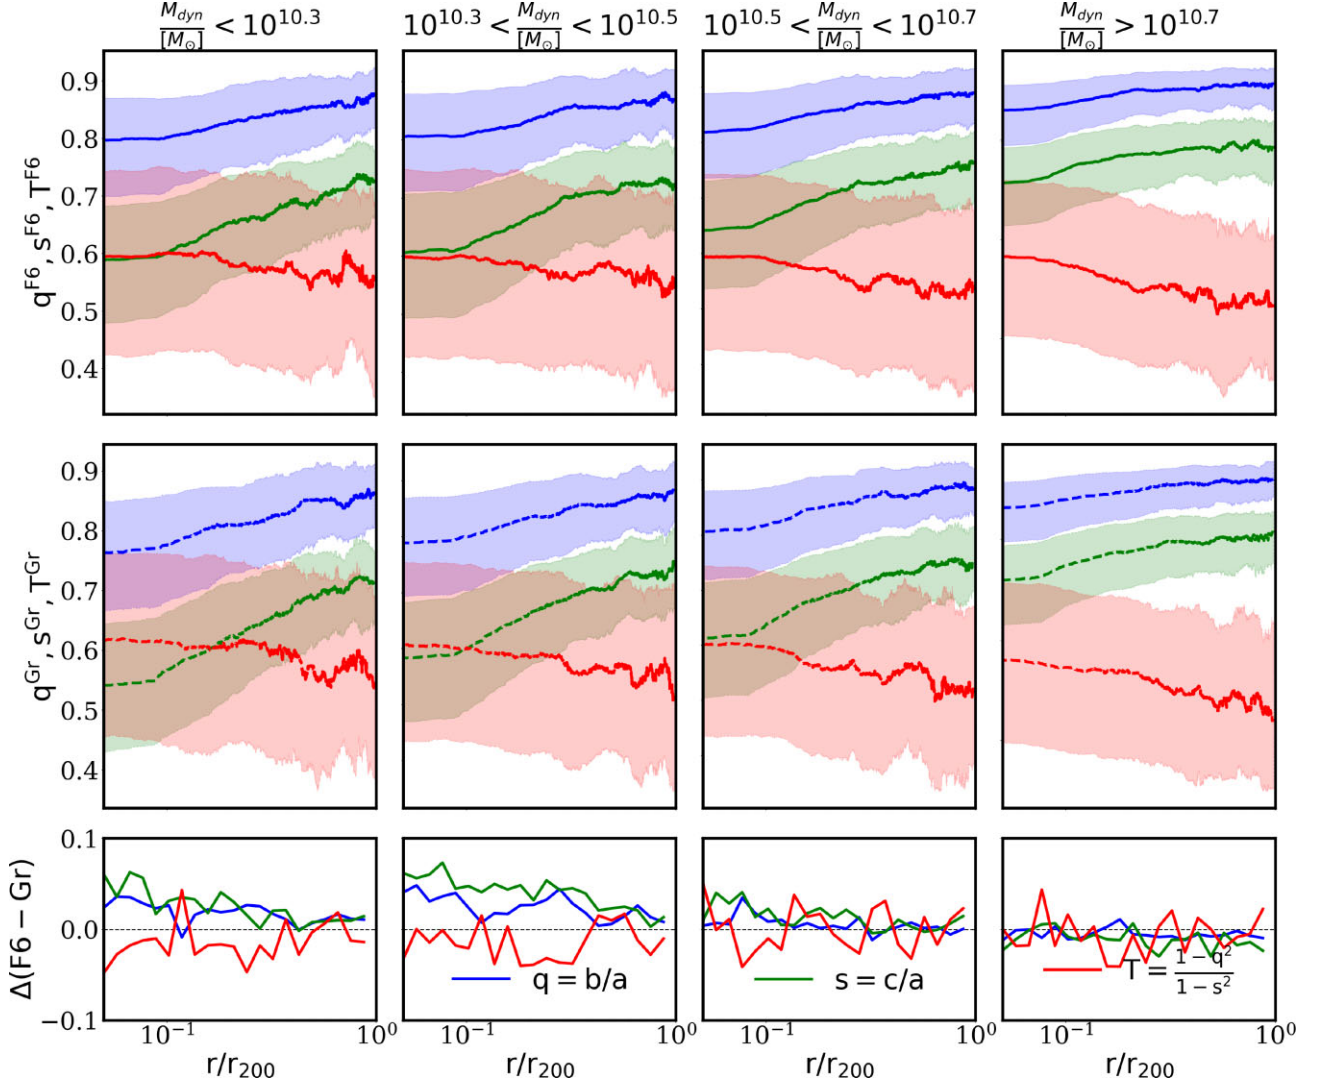 M_dyn/[M_⊙] < 10^10.3
10^10.3 < M_dyn/[M_⊙] < 10^10.5
10^10.5 < M_dyn/[M_⊙] < 10^10.7
M_dyn/[M_⊙] > 10^10.7
q^F6, s^F6, T^F6
0.9
0.8
0.7
0.6
0.5
0.4
q^Gr, s^Gr, T^Gr
0.9
0.8
0.7
0.6
0.5
0.4
Δ(F6 − Gr)
0.1
0.0
−0.1
q = b/a
s = c/a
T = (1−q²)/(1−s²)
10^−1 10^0
10^−1 10^0
10^−1 10^0
10^−1 10^0
r/r_200
r/r_200
r/r_200
r/r_200